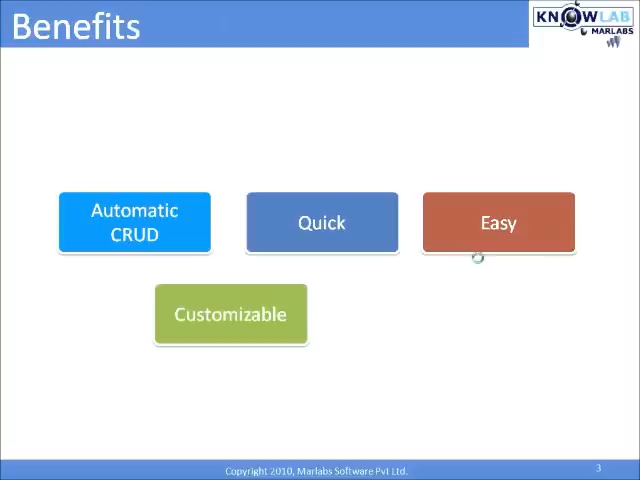 Benefits
KNOWLAB
MARLABS
Automatic
CRUD
Quick
Easy
Customizable
Copyright 2010, Marlabs Software Pvt Ltd.
3